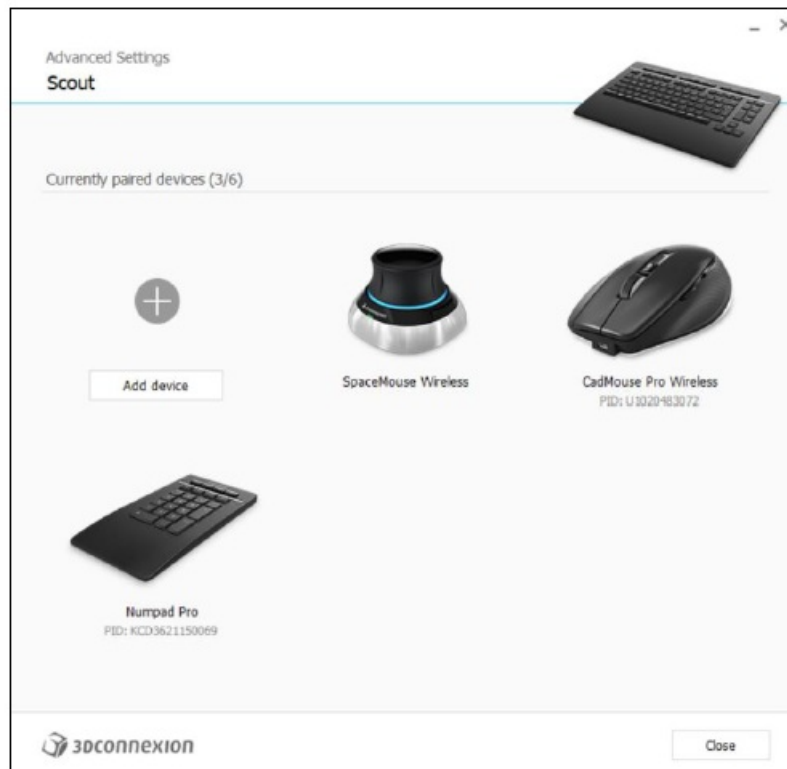 Advanced Settings
Scout
Currently paired devices (3/6)
Add device
SpaceMouse Wireless
CadMouse Pro Wireless
PID: U1020483072
Numpad Pro
PID: KCD3621150069
3Dconnexion
Close